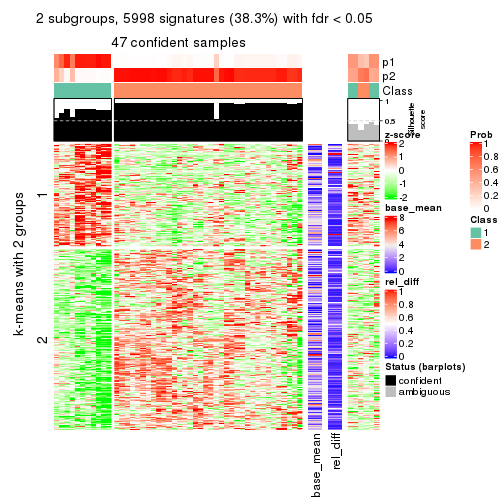 2 subgroups, 5998 signatures (38.3%) with fdr < 0.05
47 confident samples
p1
p2
Class
1
0.5
0
Silhouette
score
k-means with 2 groups
1
2
base_mean
rel_diff
z-score
2
1
0
-1
-2
base_mean
8
6
4
2
0
rel_diff
1
0.8
0.6
0.4
0.2
0
Status (barplots)
confident
ambiguous
Prob
1
0.8
0.6
0.4
0.2
0
Class
1
2